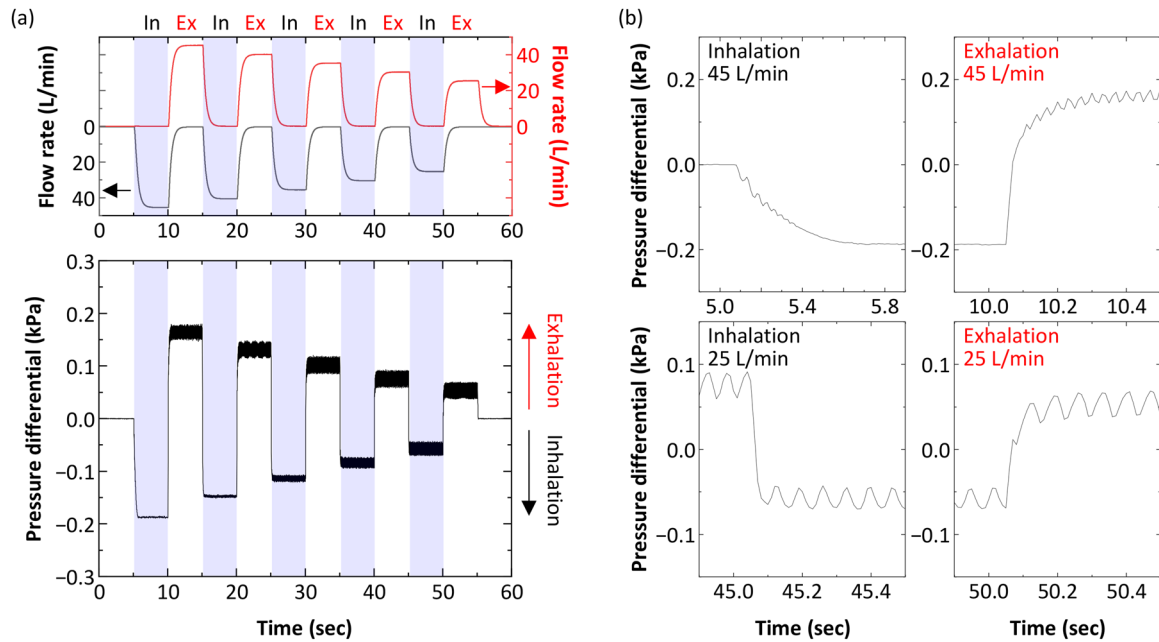 (a)
In Ex In Ex In Ex In Ex In Ex
Flow rate (L/min)
0
20
40
40
20
0
Flow rate (L/min)
0 10 20 30 40 50 60
Pressure differential (kPa)
0.3
0.2
0.1
0.0
−0.1
−0.2
−0.3
0 10 20 30 40 50 60
Time (sec)
Exhalation
Inhalation
(b)
Pressure differential (kPa)
0.2
0.0
−0.2
Inhalation
45 L/min
5.0 5.4 5.8
0.2
0.0
−0.2
Exhalation
45 L/min
10.0 10.2 10.4
Pressure differential (kPa)
0.1
0.0
−0.1
Inhalation
25 L/min
45.0 45.2 45.4
Time (sec)
0.1
0.0
−0.1
Exhalation
25 L/min
50.0 50.2 50.4
Time (sec)